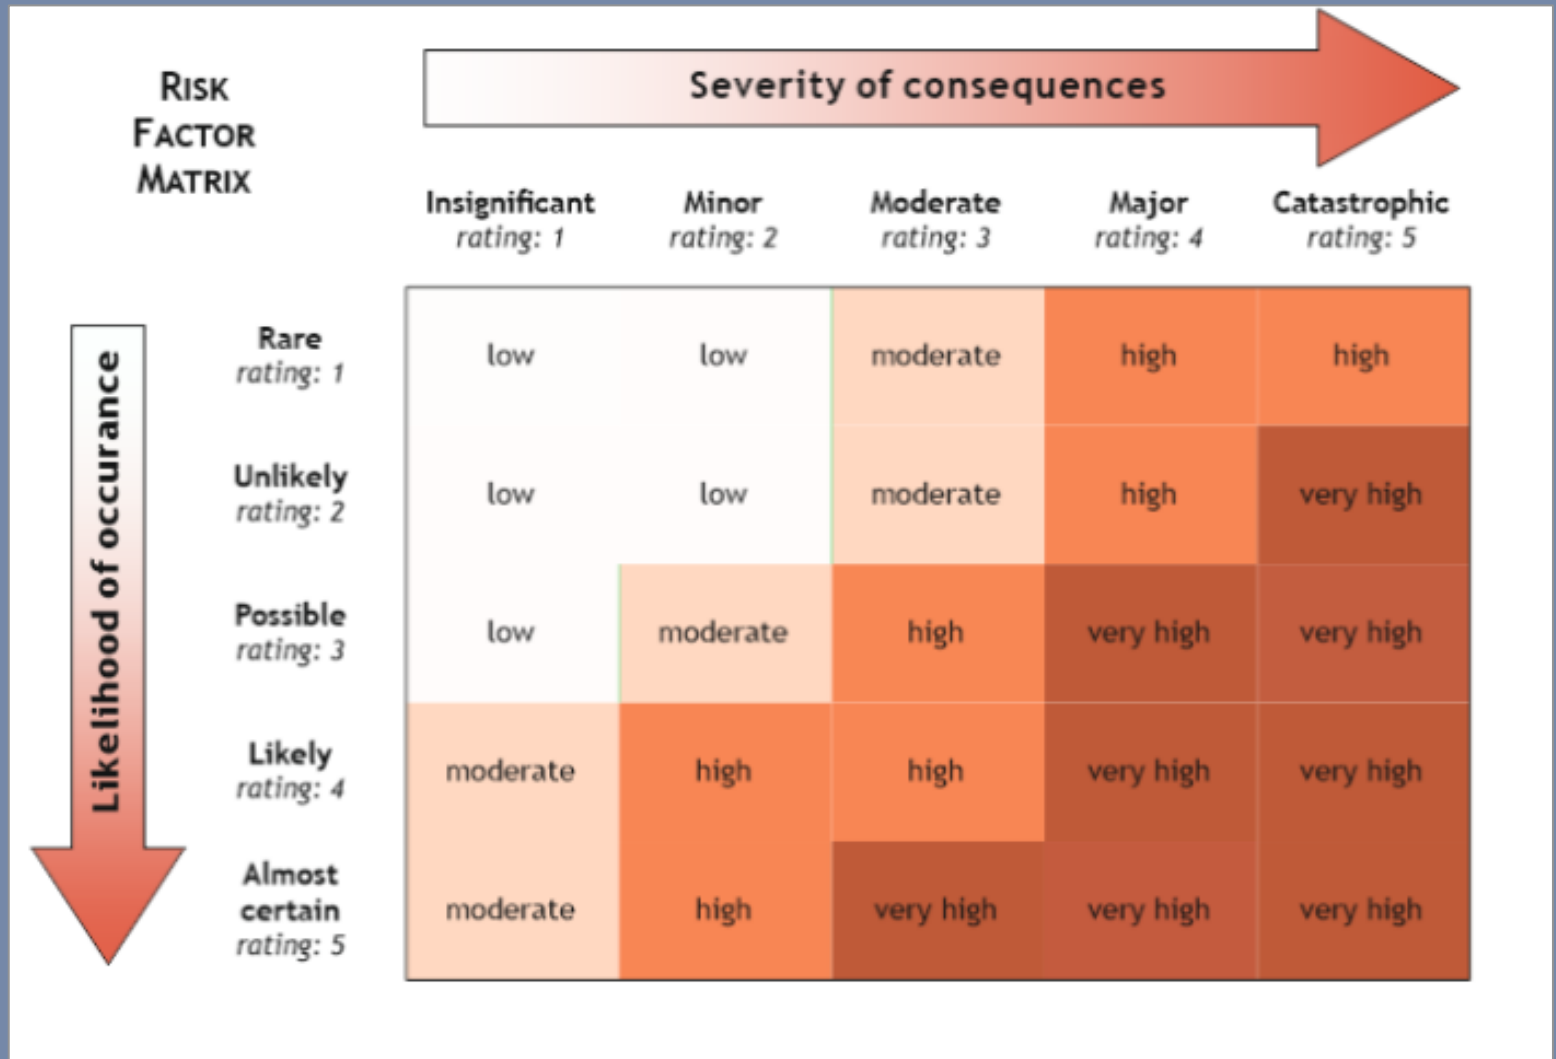 RISK
FACTOR
MATRIX
Severity of consequences
Insignificant Minor Moderate Major Catastrophic
rating: 1 rating: 2 rating: 3 rating: 4 rating: 5
Likelihood of occurance
Rare
rating: 1
low low moderate high high
Unlikely
rating: 2
low low moderate high very high
Possible
rating: 3
low moderate high very high very high
Likely
rating: 4
moderate high high very high very high
Almost
certain
rating: 5
moderate high very high very high very high